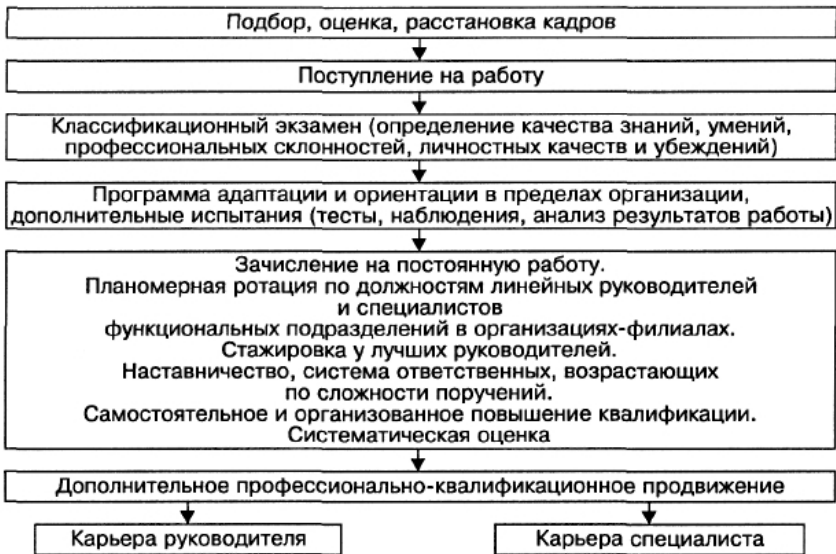 Подбор, оценка, расстановка кадров
Поступление на работу
Классификационный экзамен (определение качества знаний, умений,
профессиональных склонностей, личностных качеств и убеждений)
Программа адаптации и ориентации в пределах организации,
дополнительные испытания (тесты, наблюдения, анализ результатов работы)
Зачисление на постоянную работу.
Планомерная ротация по должностям линейных руководителей
и специалистов
функциональных подразделений в организациях-филиалах.
Стажировка у лучших руководителей.
Наставничество, система ответственных, возрастающих
по сложности поручений.
Самостоятельное и организованное повышение квалификации.
Систематическая оценка
Дополнительное профессионально-квалификационное продвижение
Карьера руководителя
Карьера специалиста